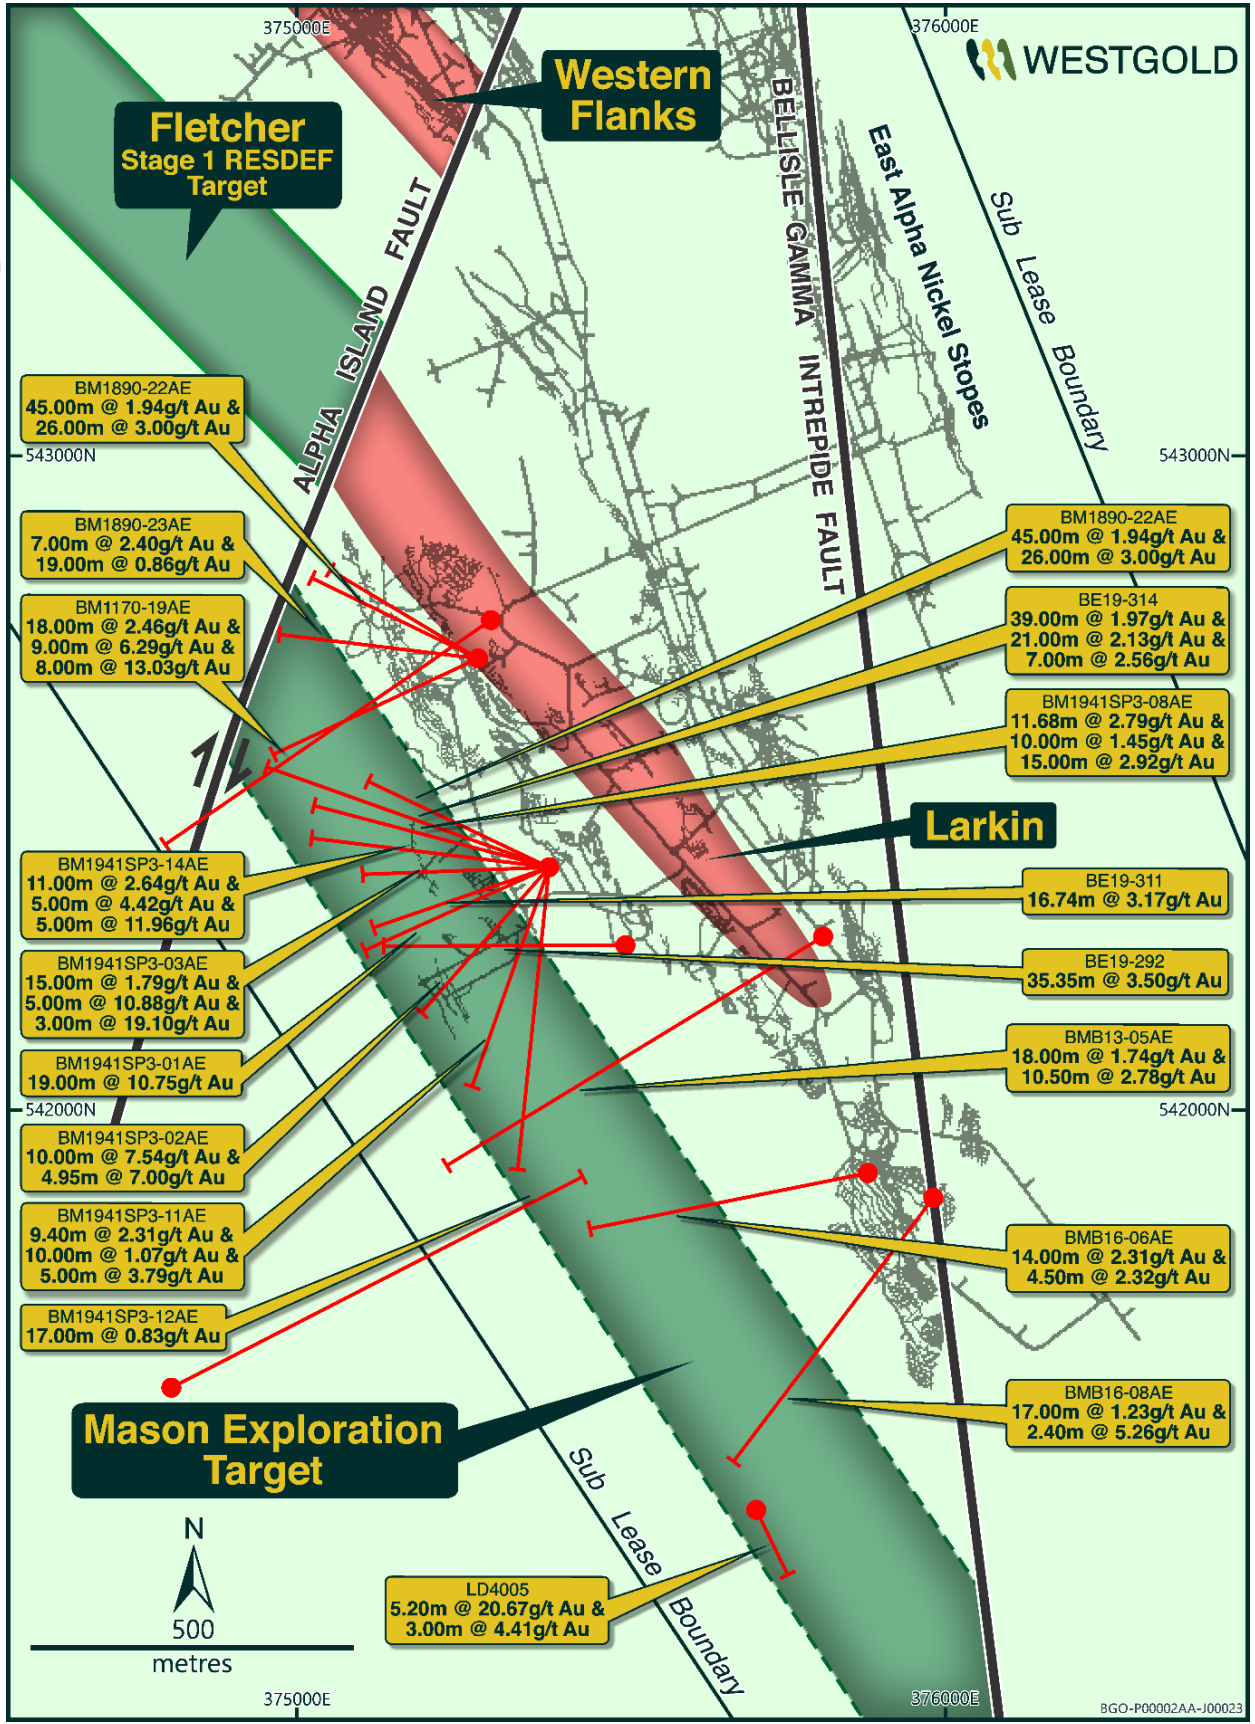 375000E
376000E
WESTGOLD
Western
Flanks
Fletcher
Stage 1 RESDEF
Target
ALPHA ISLAND FAULT
BELLISLE GAMMA INTREPIDE FAULT
East Alpha Nickel Stopes
Sub Lease Boundary
BM1890-22AE
45.00m @ 1.94g/t Au &
26.00m @ 3.00g/t Au
543000N
543000N
BM1890-23AE
7.00m @ 2.40g/t Au &
19.00m @ 0.86g/t Au
BM1170-19AE
18.00m @ 2.46g/t Au &
9.00m @ 6.29g/t Au &
8.00m @ 13.03g/t Au
BM1890-22AE
45.00m @ 1.94g/t Au &
26.00m @ 3.00g/t Au
BE19-314
39.00m @ 1.97g/t Au &
21.00m @ 2.13g/t Au &
7.00m @ 2.56g/t Au
BM1941SP3-08AE
11.68m @ 2.79g/t Au &
10.00m @ 1.45g/t Au &
15.00m @ 2.92g/t Au
Larkin
BM1941SP3-14AE
11.00m @ 2.64g/t Au &
5.00m @ 4.42g/t Au &
5.00m @ 11.96g/t Au
BE19-311
16.74m @ 3.17g/t Au
BM1941SP3-03AE
15.00m @ 1.79g/t Au &
5.00m @ 10.88g/t Au &
3.00m @ 19.10g/t Au
BE19-292
35.35m @ 3.50g/t Au
BM1941SP3-01AE
19.00m @ 10.75g/t Au
BMB13-05AE
18.00m @ 1.74g/t Au &
10.50m @ 2.78g/t Au
542000N
542000N
BM1941SP3-02AE
10.00m @ 7.54g/t Au &
4.95m @ 7.00g/t Au
BM1941SP3-11AE
9.40m @ 2.31g/t Au &
10.00m @ 1.07g/t Au &
5.00m @ 3.79g/t Au
BMB16-06AE
14.00m @ 2.31g/t Au &
4.50m @ 2.32g/t Au
BM1941SP3-12AE
17.00m @ 0.83g/t Au
BMB16-08AE
17.00m @ 1.23g/t Au &
2.40m @ 5.26g/t Au
Mason Exploration
Target
Sub Lease Boundary
N
500
metres
LD4005
5.20m @ 20.67g/t Au &
3.00m @ 4.41g/t Au
375000E
376000E
BGO-P00002AA-J00023